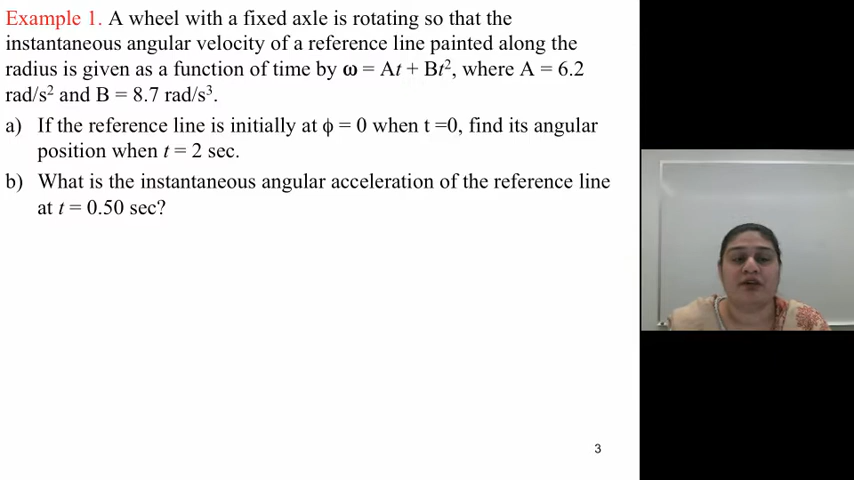 Example 1. A wheel with a fixed axle is rotating so that the
instantaneous angular velocity of a reference line painted along the
radius is given as a function of time by ω = At + Bt², where A = 6.2
rad/s² and B = 8.7 rad/s³.
a) If the reference line is initially at ϕ = 0 when t =0, find its angular
position when t = 2 sec.
b) What is the instantaneous angular acceleration of the reference line
at t = 0.50 sec?
3